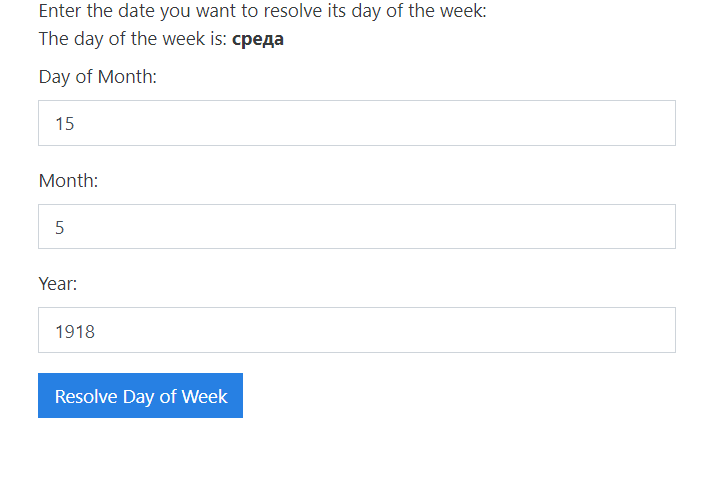 Enter the date you want to resolve its day of the week:
The day of the week is: среда
Day of Month:
15
Month:
5
Year:
1918
Resolve Day of Week